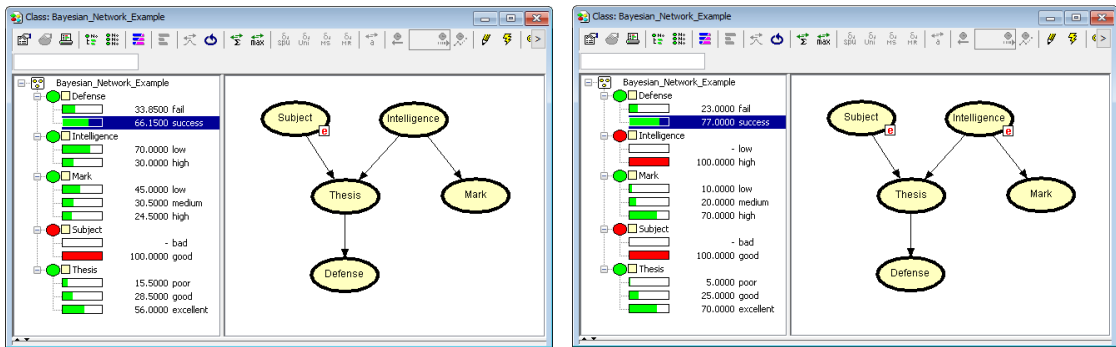 Class: Bayesian_Network_Example
Σ max
Bayesian_Network_Example
Defense
33.8500 fail
66.1500 success
Intelligence
70.0000 low
30.0000 high
Mark
45.0000 low
30.5000 medium
24.5000 high
Subject
- bad
100.0000 good
Thesis
15.5000 poor
28.5000 good
56.0000 excellent
Subject
e
Intelligence
Thesis
Mark
Defense
Class: Bayesian_Network_Example
Σ max
Bayesian_Network_Example
Defense
23.0000 fail
77.0000 success
Intelligence
- low
100.0000 high
Mark
10.0000 low
20.0000 medium
70.0000 high
Subject
- bad
100.0000 good
Thesis
5.0000 poor
25.0000 good
70.0000 excellent
Subject
e
Intelligence
e
Thesis
Mark
Defense